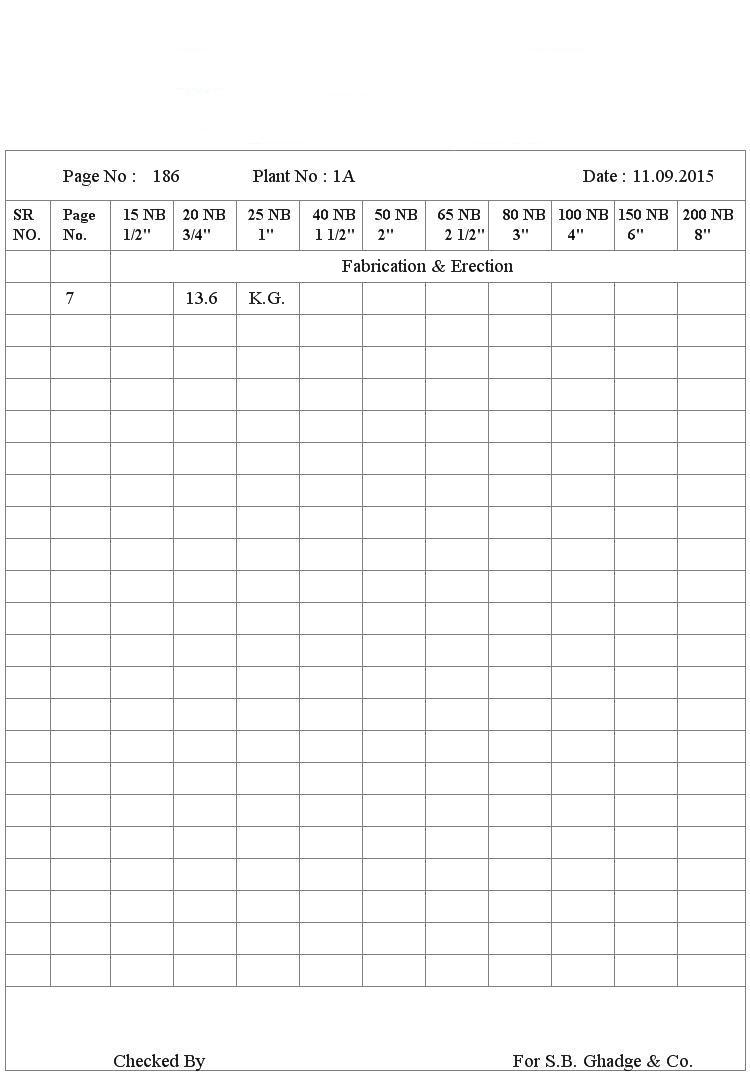 Page No : 186 Plant No : 1A Date : 11.09.2015
SR Page 15 NB 20 NB 25 NB 40 NB 50 NB 65 NB 80 NB 100 NB 150 NB 200 NB
NO. No. 1/2" 3/4" 1" 1 1/2" 2" 2 1/2" 3" 4" 6" 8"
Fabrication & Erection
7 13.6 K.G.
Checked By For S.B. Ghadge & Co.